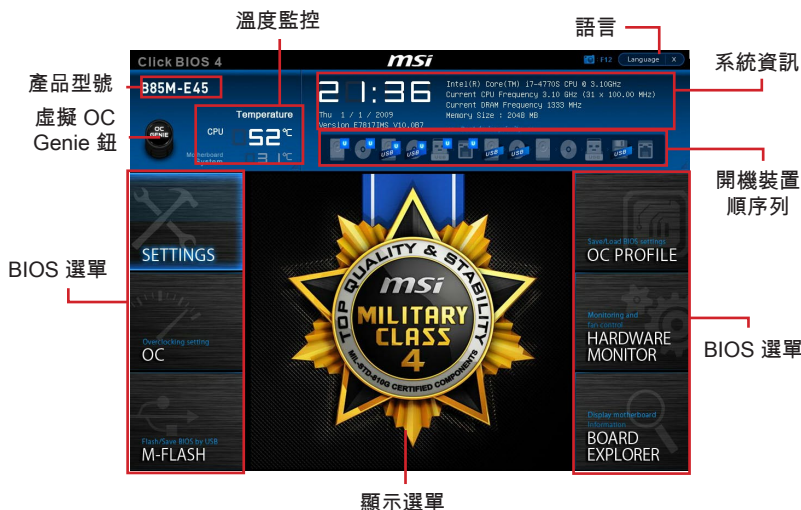 溫度監控
語言
產品型號
虛擬 OC
Genie 鈕
系統資訊
開機裝置
順序列
BIOS 選單
BIOS 選單
顯示選單
Click BIOS 4
msi
F12
Language
X
B85M-E45
OC
GENIE
Temperature
CPU
52°C
Motherboard
System
31°C
21:36
Thu 1 / 1 / 2009
Version E7817IMS V10.0B7
Intel(R) Core(TM) i7-4770S CPU @ 3.10GHz
Current CPU Frequency 3.10 GHz (31 x 100.00 MHz)
Current DRAM Frequency 1333 MHz
Memory Size : 2048 MB
U
U
USB U
USB U
U
U
USB
USB
USB
SETTINGS
Overclocking setting
OC
Flash/Save BIOS by USB
M-FLASH
TOP QUALITY & STABILITY
msi
MILITARY
CLASS
4
MIL-STD-810G CERTIFIED COMPONENTS
Save/Load BIOS settings
OC PROFILE
Monitoring and
fan control
HARDWARE
MONITOR
Display motherboard
Information
BOARD
EXPLORER